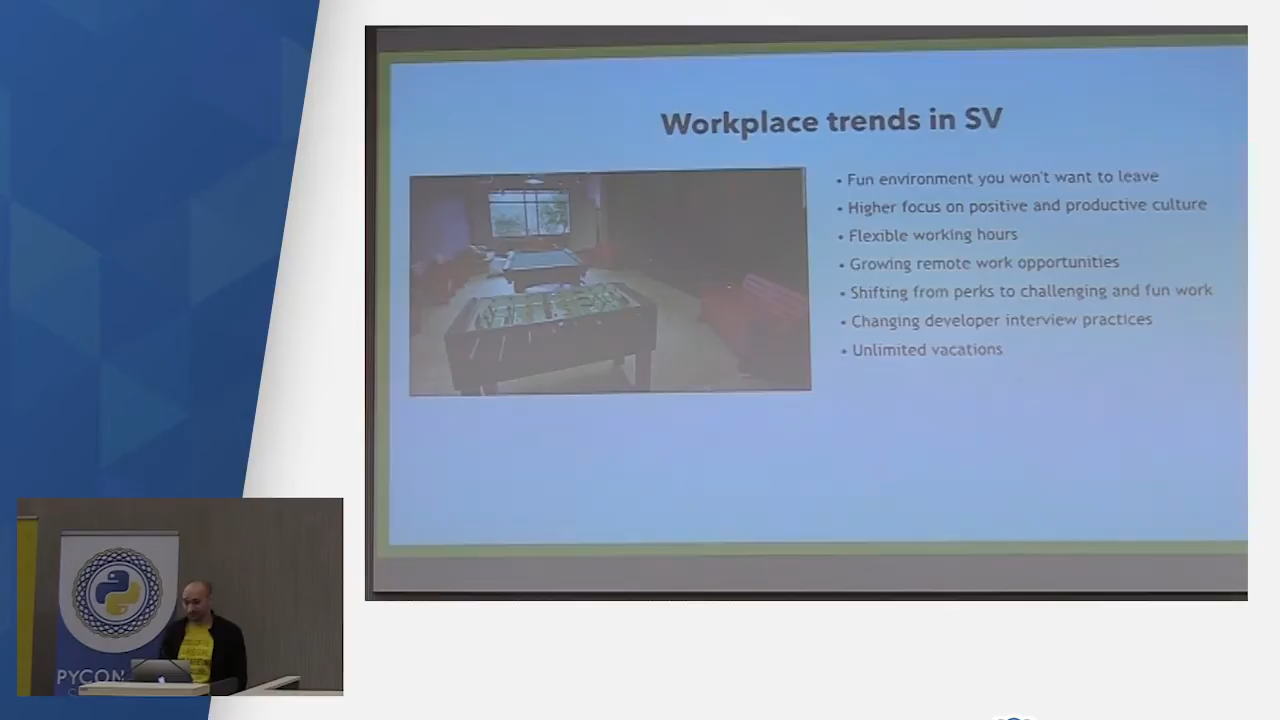 Workplace trends in SV
• Fun environment you won't want to leave
• Higher focus on positive and productive culture
• Flexible working hours
• Growing remote work opportunities
• Shifting from perks to challenging and fun work
• Changing developer interview practices
• Unlimited vacations
PYCON